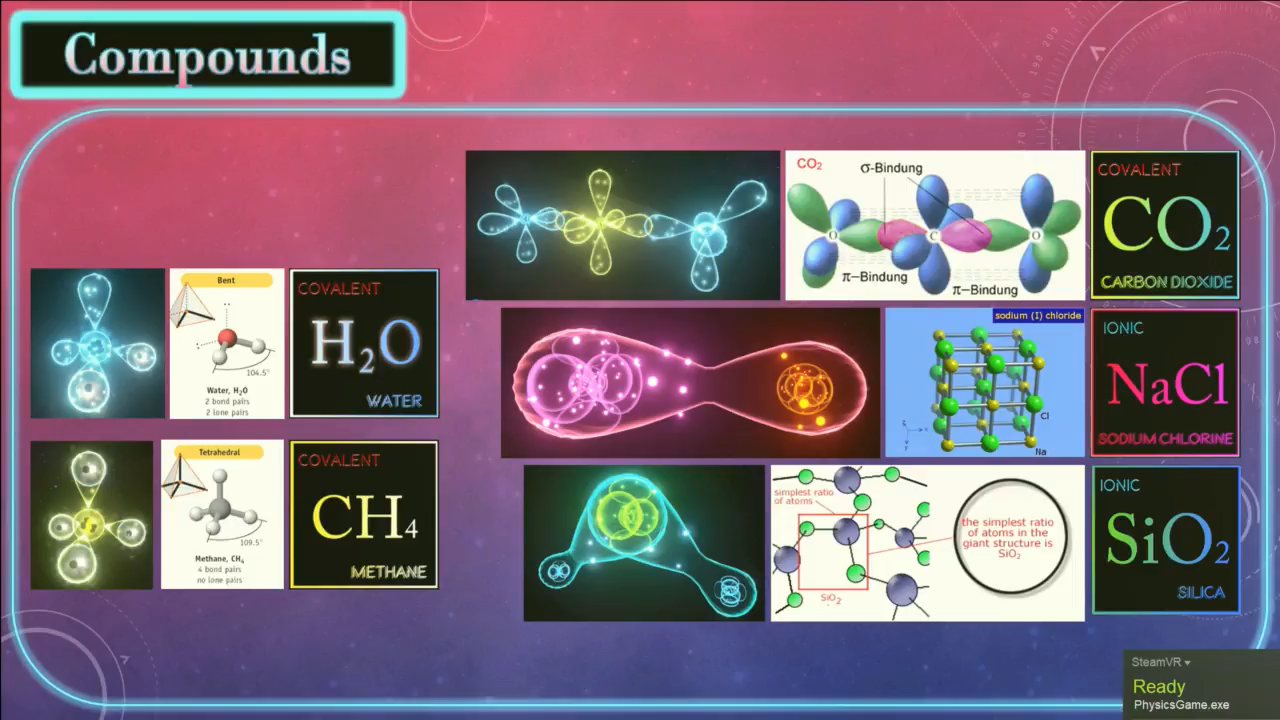 Compounds
CO₂
σ-Bindung
O
C
O
π-Bindung
π-Bindung
COVALENT
CO₂
CARBON DIOXIDE
Bent
104.5°
Water, H₂O
2 bond pairs
2 lone pairs
COVALENT
H₂O
WATER
sodium (I) chloride
Cl
Na
IONIC
NaCl
SODIUM CHLORINE
Tetrahedral
109.5°
Methane, CH₄
4 bond pairs
no lone pairs
COVALENT
CH₄
METHANE
simplest ratio
of atoms
SiO₂
the simplest ratio
of atoms in the
giant structure is
SiO₂
IONIC
SiO₂
SILICA
SteamVR
Ready
PhysicsGame.exe